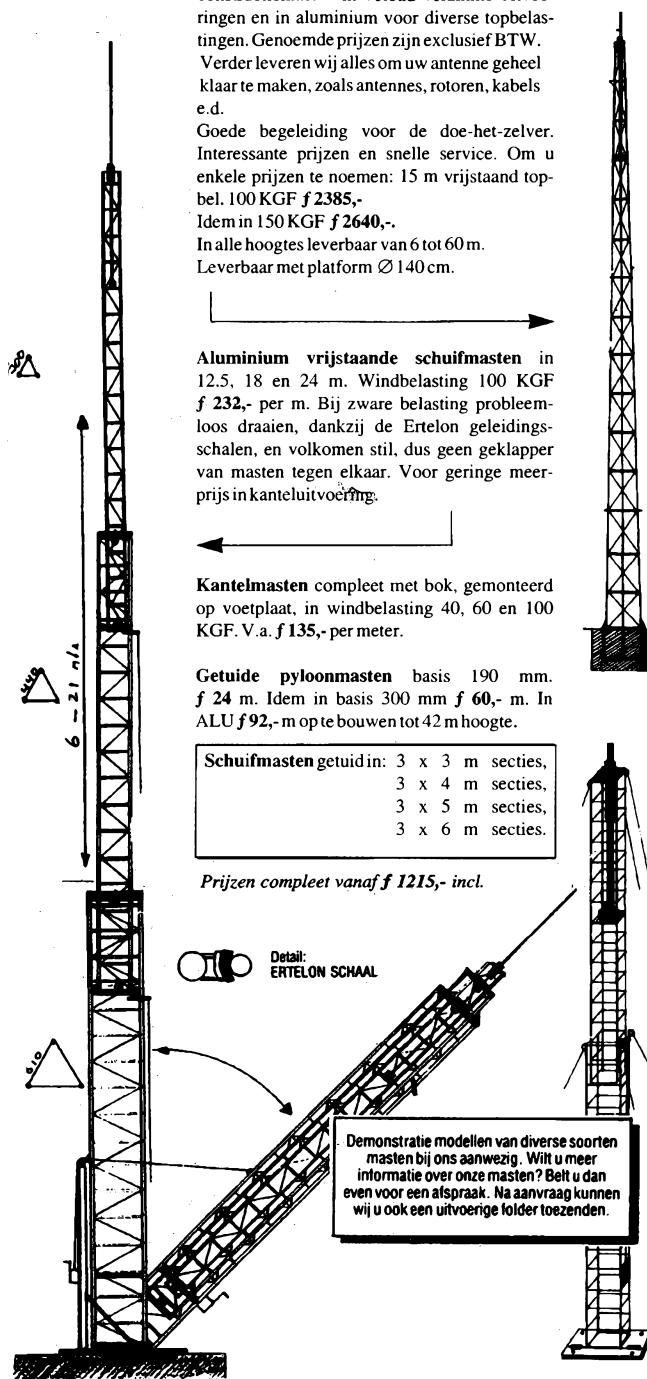 ringen en in aluminium voor diverse topbelas-
tingen. Genoemde prijzen zijn exclusief BTW.
Verder leveren wij alles om uw antenne geheel
klaar te maken, zoals antennes, rotoren, kabels
e.d.
Goede begeleiding voor de doe-het-zelver.
Interessante prijzen en snelle service. Om u
enkele prijzen te noemen: 15 m vrijstaand top-
bel. 100 KGF f 2385,-
Idem in 150 KGF f 2640,-.
In alle hoogtes leverbaar van 6 tot 60 m.
Leverbaar met platform Ø 140 cm.
Aluminium vrijstaande schuifmasten in
12.5, 18 en 24 m. Windbelasting 100 KGF
f 232,- per m. Bij zware belasting probleem-
loos draaien, dankzij de Ertelon geleidings-
schalen, en volkomen stil, dus geen geklapper
van masten tegen elkaar. Voor geringe meer-
prijs in kanteluitvoering.
Kantelmasten compleet met bok, gemonteerd
op voetplaat, in windbelasting 40, 60 en 100
KGF. V.a. f 135,- per meter.
Getuide pyloonmasten basis 190 mm.
f 24 m. Idem in basis 300 mm f 60,- m. In
ALU f 92,- m op te bouwen tot 42 m hoogte.
Schuifmasten getuid in: 3 x 3 m secties,
3 x 4 m secties,
3 x 5 m secties,
3 x 6 m secties.
Prijzen compleet vanaf f 1215,- incl.
440
6 - 21 
Detail:
ERTELON SCHAAL
610
Demonstratie modellen van diverse soorten
masten bij ons aanwezig. Wilt u meer
informatie over onze masten? Belt u dan
even voor een afspraak. Na aanvraag kunnen
wij u ook een uitvoerige folder toezenden.